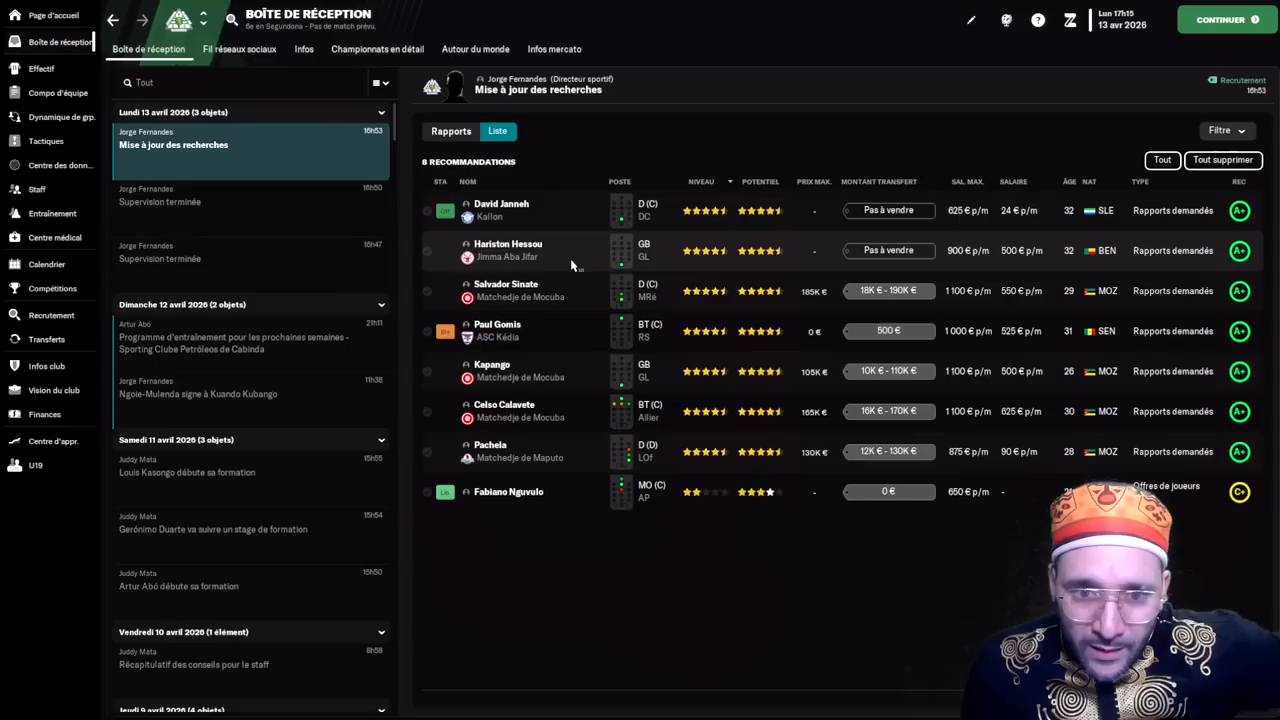 Page d'accueil
Boîte de réception
Effectif
Compo d'équipe
Dynamique de grp.
Tactiques
Centre des donn...
Staff
Entraînement
Centre médical
Calendrier
Compétitions
Recrutement
Transferts
Infos club
Vision du club
Finances
Centre d'appr.
U19
BOÎTE DE RÉCEPTION
6e en Segundona - Pas de match prévu.
Lun 17h15
13 avr 2026
CONTINUER
Boîte de réception
Fil réseaux sociaux
Infos
Championnats en détail
Autour du monde
Infos mercato
Tout
Lundi 13 avril 2026 (3 objets)
Jorge Fernandes 16h53
Mise à jour des recherches
Jorge Fernandes 16h50
Supervision terminée
Jorge Fernandes 16h47
Supervision terminée
Dimanche 12 avril 2026 (2 objets)
Artur Abó 21h11
Programme d'entraînement pour les prochaines semaines -
Sporting Clube Petróleos de Cabinda
Jorge Fernandes 11h38
Ngoie-Mulenda signe à Kuando Kubango
Samedi 11 avril 2026 (3 objets)
Juddy Mata 15h55
Louis Kasongo débute sa formation
Juddy Mata 15h54
Gerónimo Duarte va suivre un stage de formation
Juddy Mata 15h50
Artur Abó débute sa formation
Vendredi 10 avril 2026 (1 élément)
Juddy Mata 8h58
Récapitulatif des conseils pour le staff
Jeudi 9 avril 2026 (4 objets)
Jorge Fernandes (Directeur sportif)
Mise à jour des recherches
Recrutement
16h53
Rapports
Liste
Filtre
8 RECOMMANDATIONS
Tout
Tout supprimer
STA NOM POSTE NIVEAU POTENTIEL PRIX MAX. MONTANT TRANSFERT SAL. MAX. SALAIRE ÂGE NAT TYPE REC
David Janneh D (C) Pas à vendre 625 € p/m 24 € p/m 32 SLE Rapports demandés A+
Kallon DC -
Hariston Hessou GB Pas à vendre 900 € p/m 500 € p/m 32 BEN Rapports demandés A+
Jimma Aba Jifar GL -
Salvador Sinate D (C) 185K € 18K € - 190K € 1 100 € p/m 550 € p/m 29 MOZ Rapports demandés A+
Matchedje de Mocuba MRé
Paul Gomis BT (C) 0 € 500 € 1 000 € p/m 525 € p/m 31 SEN Rapports demandés A+
ASC Kédia RS
Kapango GB 105K € 10K € - 110K € 1 100 € p/m 500 € p/m 26 MOZ Rapports demandés A+
Matchedje de Mocuba GL
Celso Calavete BT (C) 165K € 16K € - 170K € 1 100 € p/m 625 € p/m 30 MOZ Rapports demandés A+
Matchedje de Mocuba Ailier
Pachela D (D) 130K € 12K € - 130K € 875 € p/m 90 € p/m 28 MOZ Rapports demandés A+
Matchedje de Maputo LOf
Lib. Fabiano Nguvulo MO (C) - 0 € 650 € p/m - Offres de joueurs C+
AP